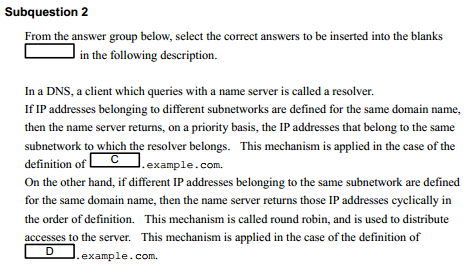 Subquestion 2
From the answer group below, select the correct answers to be inserted into the blanks
in the following description.
In a DNS, a client which queries with a name server is called a resolver.
If IP addresses belonging to different subnetworks are defined for the same domain name,
then the name server returns, on a priority basis, the IP addresses that belong to the same
subnetwork to which the resolver belongs. This mechanism is applied in the case of the
definition of C .example.com.
On the other hand, if different IP addresses belonging to the same subnetwork are defined
for the same domain name, then the name server returns those IP addresses cyclically in
the order of definition. This mechanism is called round robin, and is used to distribute
accesses to the server. This mechanism is applied in the case of the definition of
D .example.com.